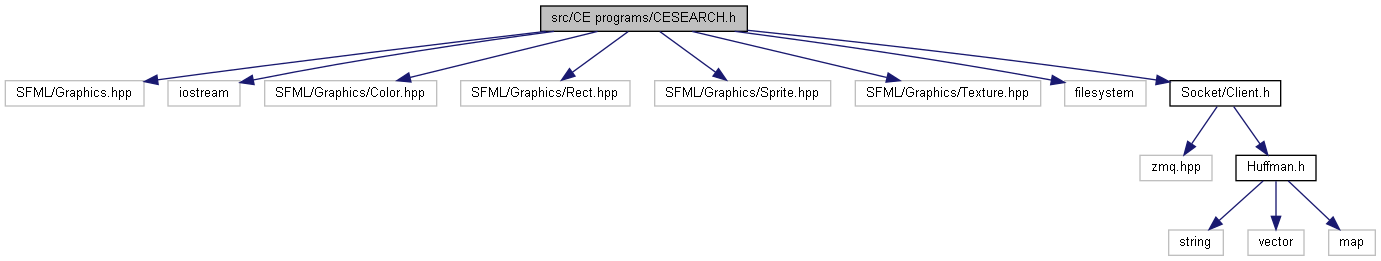 src/CE programs/CESEARCH.h
SFML/Graphics.hpp
iostream
SFML/Graphics/Color.hpp
SFML/Graphics/Rect.hpp
SFML/Graphics/Sprite.hpp
SFML/Graphics/Texture.hpp
filesystem
Socket/Client.h
zmq.hpp
Huffman.h
string
vector
map